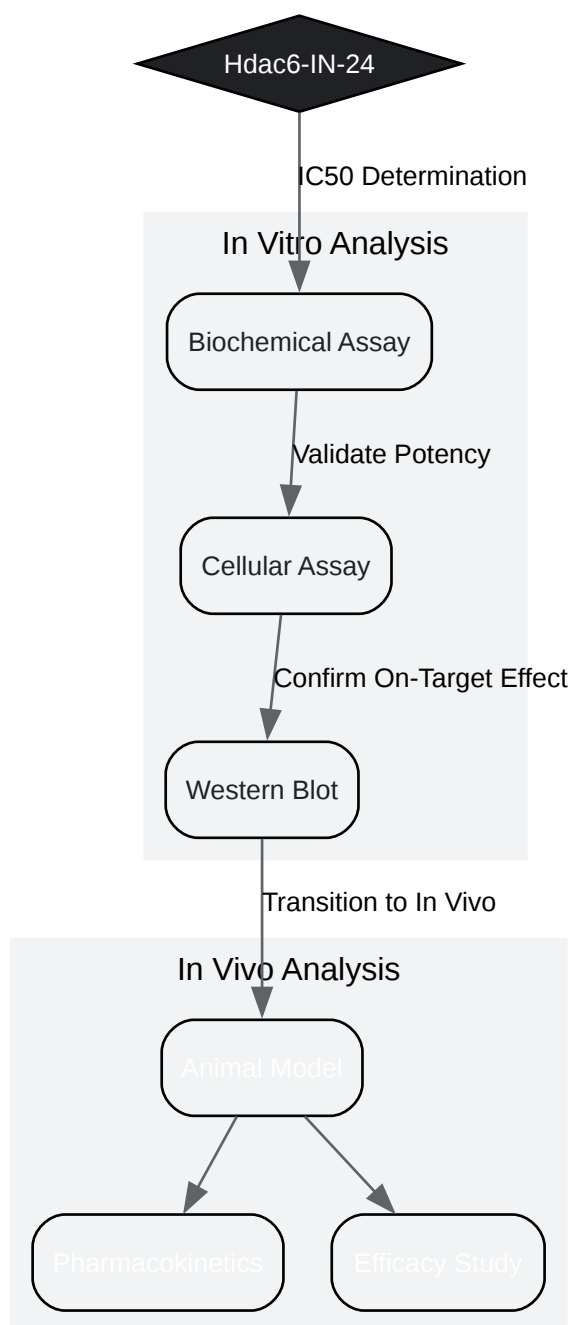 Hdac6-IN-24
IC50 Determination
In Vitro Analysis
Biochemical Assay
Validate Potency
Cellular Assay
Confirm On-Target Effect
Western Blot
Transition to In Vivo
In Vivo Analysis
Animal Model
Pharmacokinetics
Efficacy Study